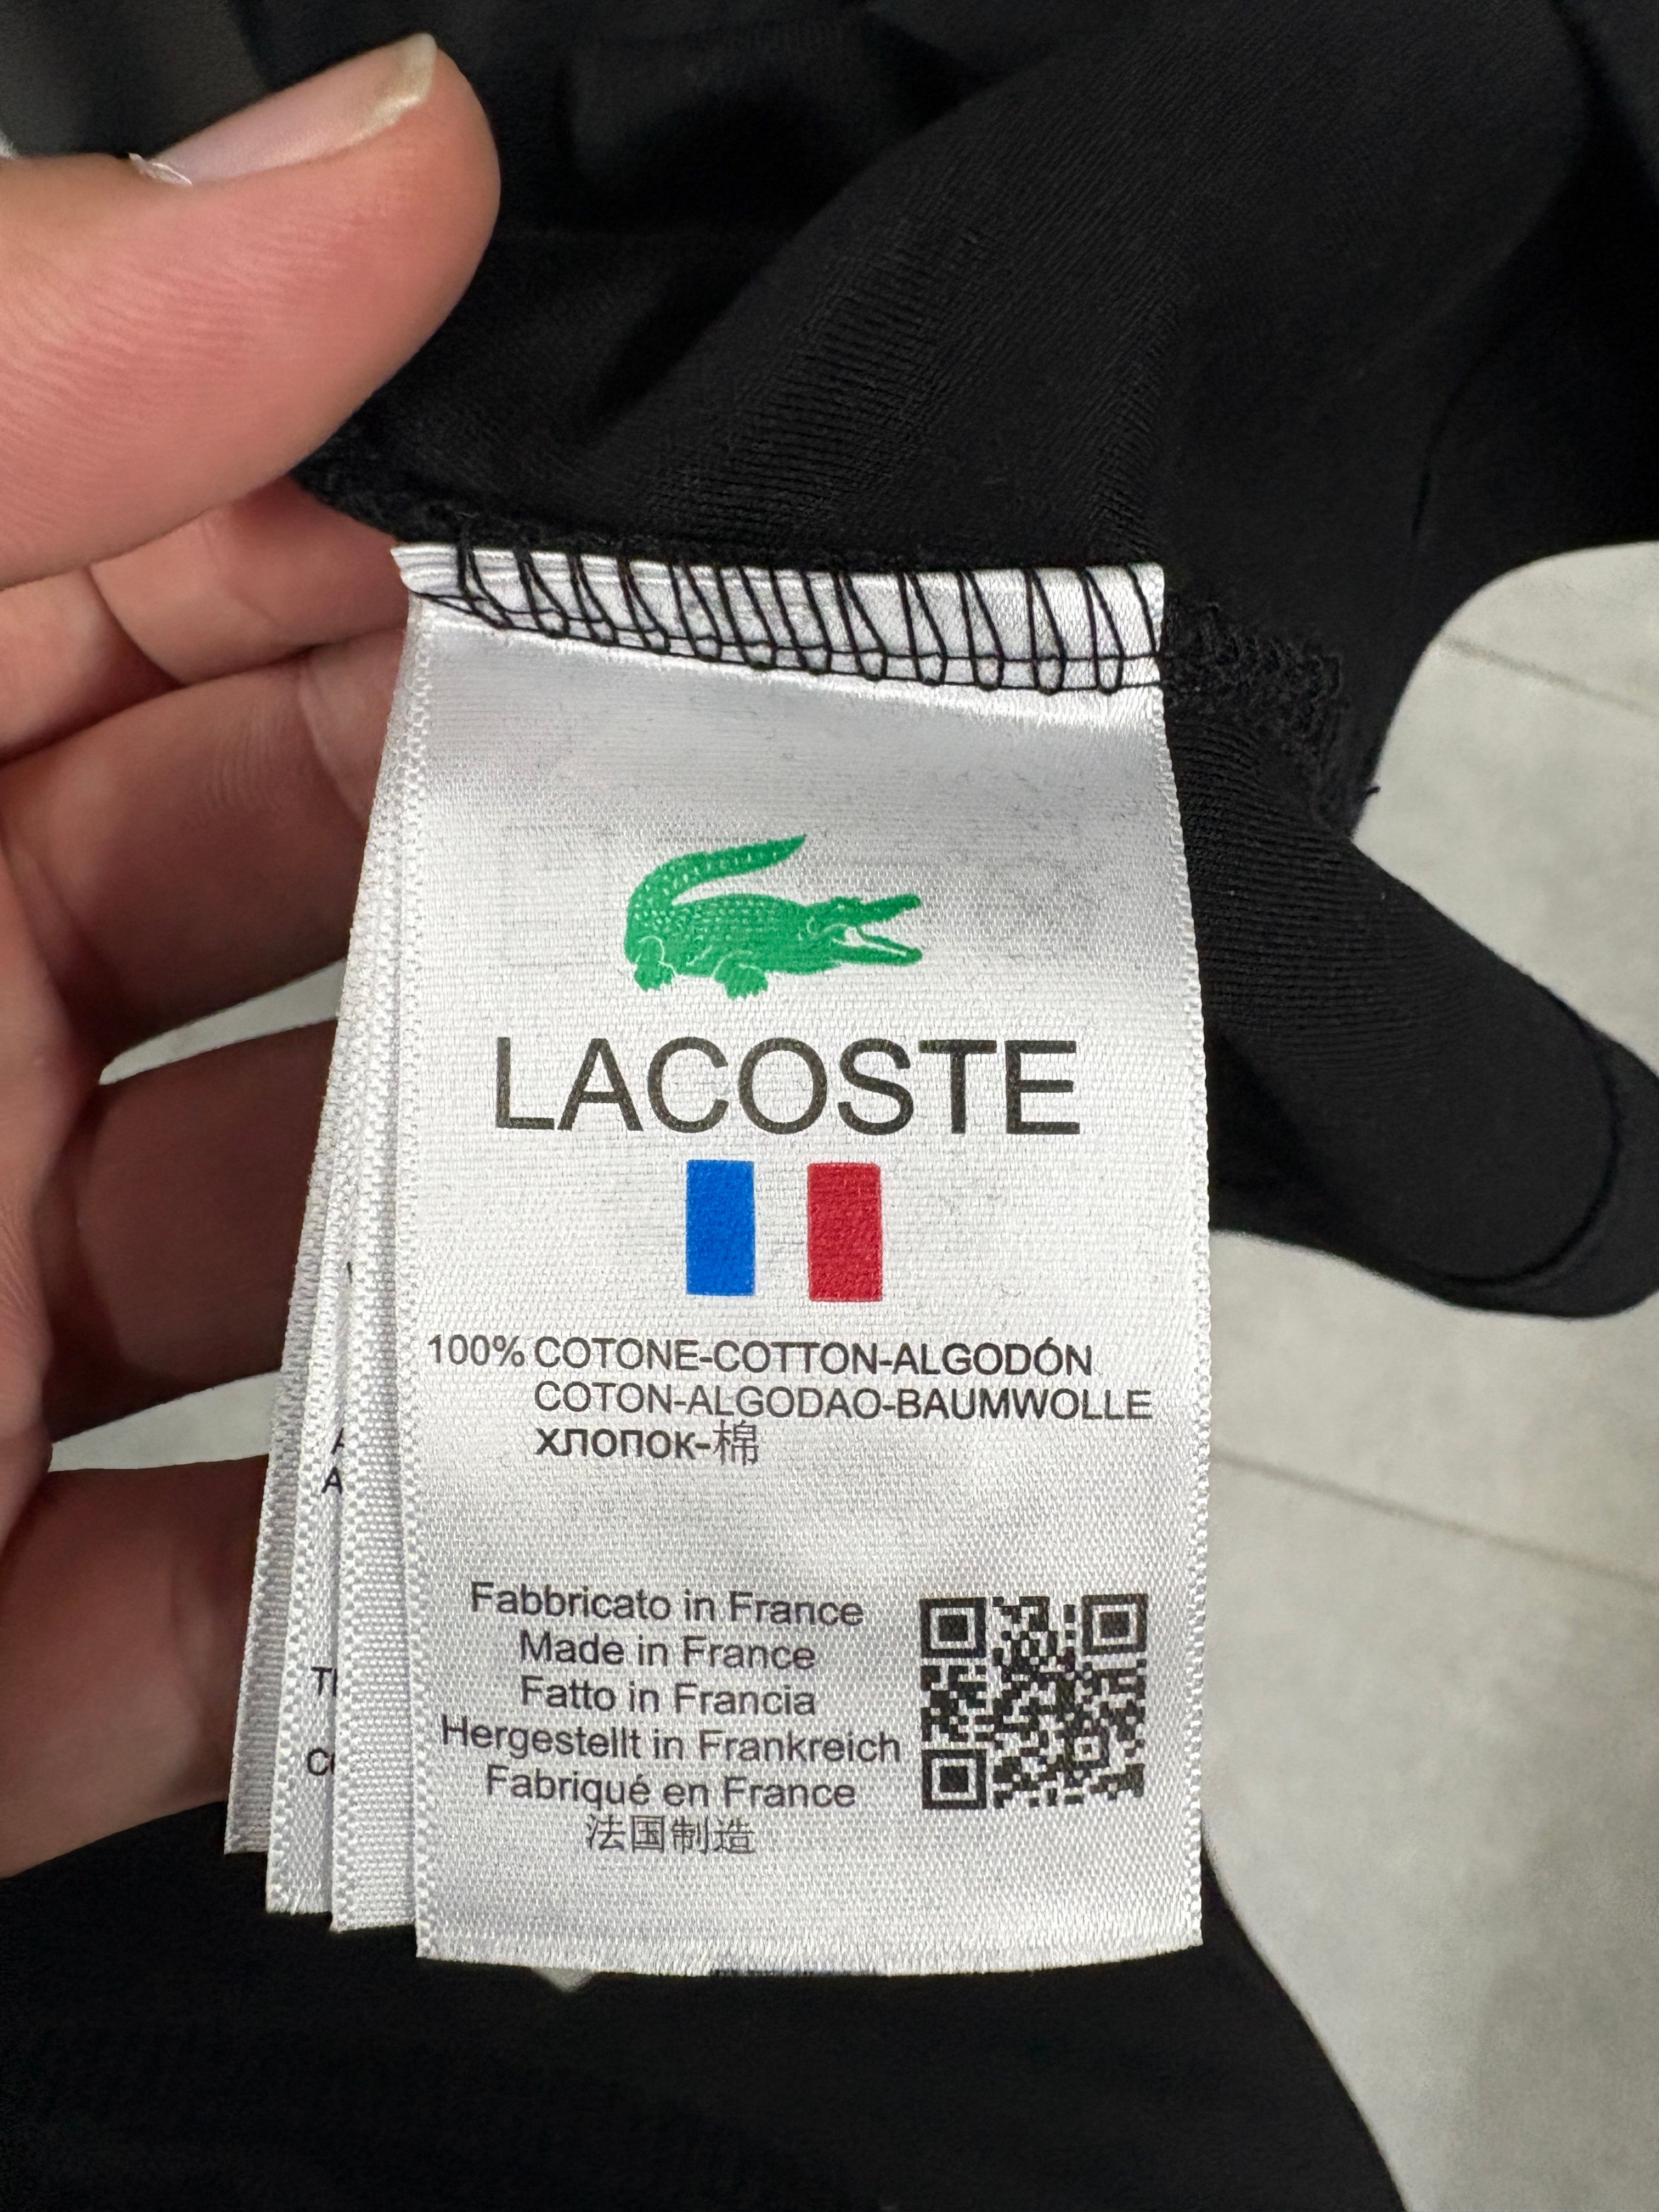 LACOSTE
100% COTONE-COTTON-ALGODÓN
COTON-ALGODAO-BAUMWOLLE
хлопок-棉
Fabbricato in France
Made in France
Fatto in Francia
Hergestellt in Frankreich
Fabriqué en France
法国制造